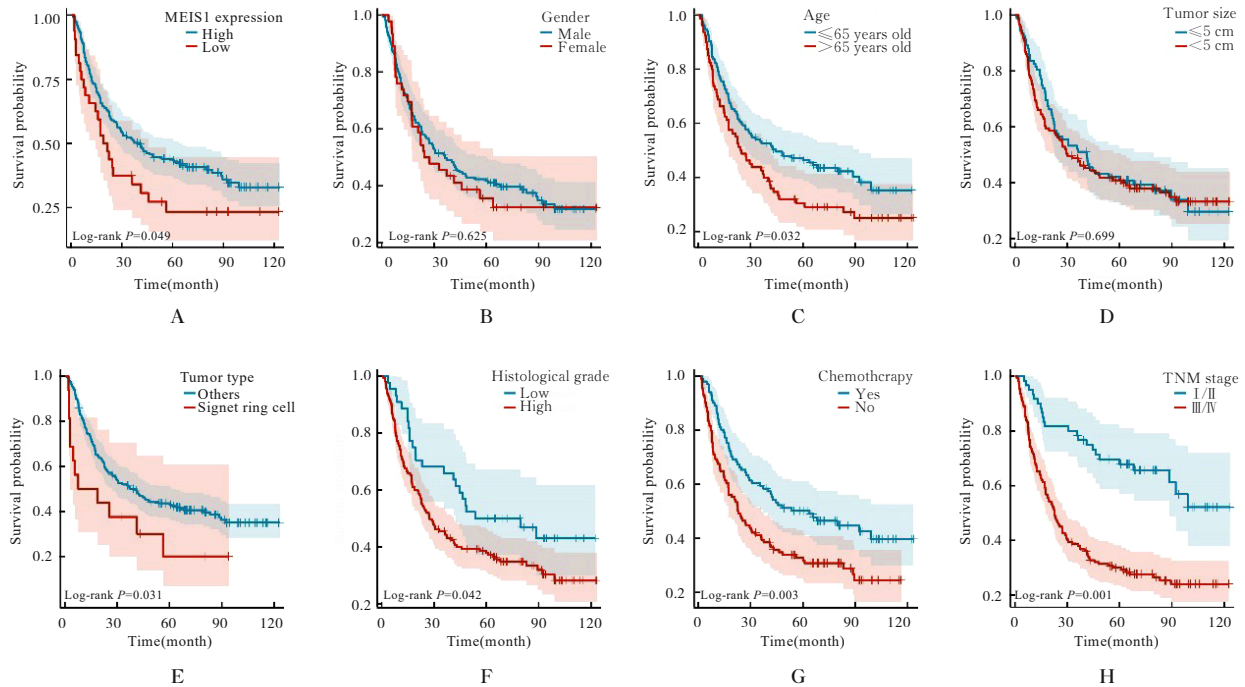 MEIS1 expression
High
Low
1.00
0.75
0.50
0.25
Survival probability
Log-rank P=0.049
0 30 60 90 120
Time(month)
A
Gender
Male
Female
1.0
0.8
0.6
0.4
0.2
Survival probability
Log-rank P=0.625
0 30 60 90 120
Time(month)
B
Age
≤65 years old
>65 years old
1.0
0.8
0.6
0.4
0.2
Survival probability
Log-rank P=0.032
0 30 60 90 120
Time(month)
C
Tumor size
≤5 cm
<5 cm
1.0
0.8
0.6
0.4
0.2
Survival probability
Log-rank P=0.699
0 30 60 90 120
Time(month)
D
Tumor type
Others
Signet ring cell
1.0
0.8
0.6
0.4
0.2
Survival probability
Log-rank P=0.031
0 30 60 90 120
Time(month)
E
Histological grade
Low
High
1.0
0.8
0.6
0.4
0.2
Survival probability
Log-rank P=0.042
0 30 60 90 120
Time(month)
F
Chemothcrapy
Yes
No
1.0
0.8
0.6
0.4
0.2
Survival probability
Log-rank P=0.003
0 30 60 90 120
Time(month)
G
TNM stage
Ⅰ/Ⅱ
Ⅲ/Ⅳ
1.0
0.8
0.6
0.4
0.2
Survival probability
Log-rank P=0.001
0 30 60 90 120
Time(month)
H